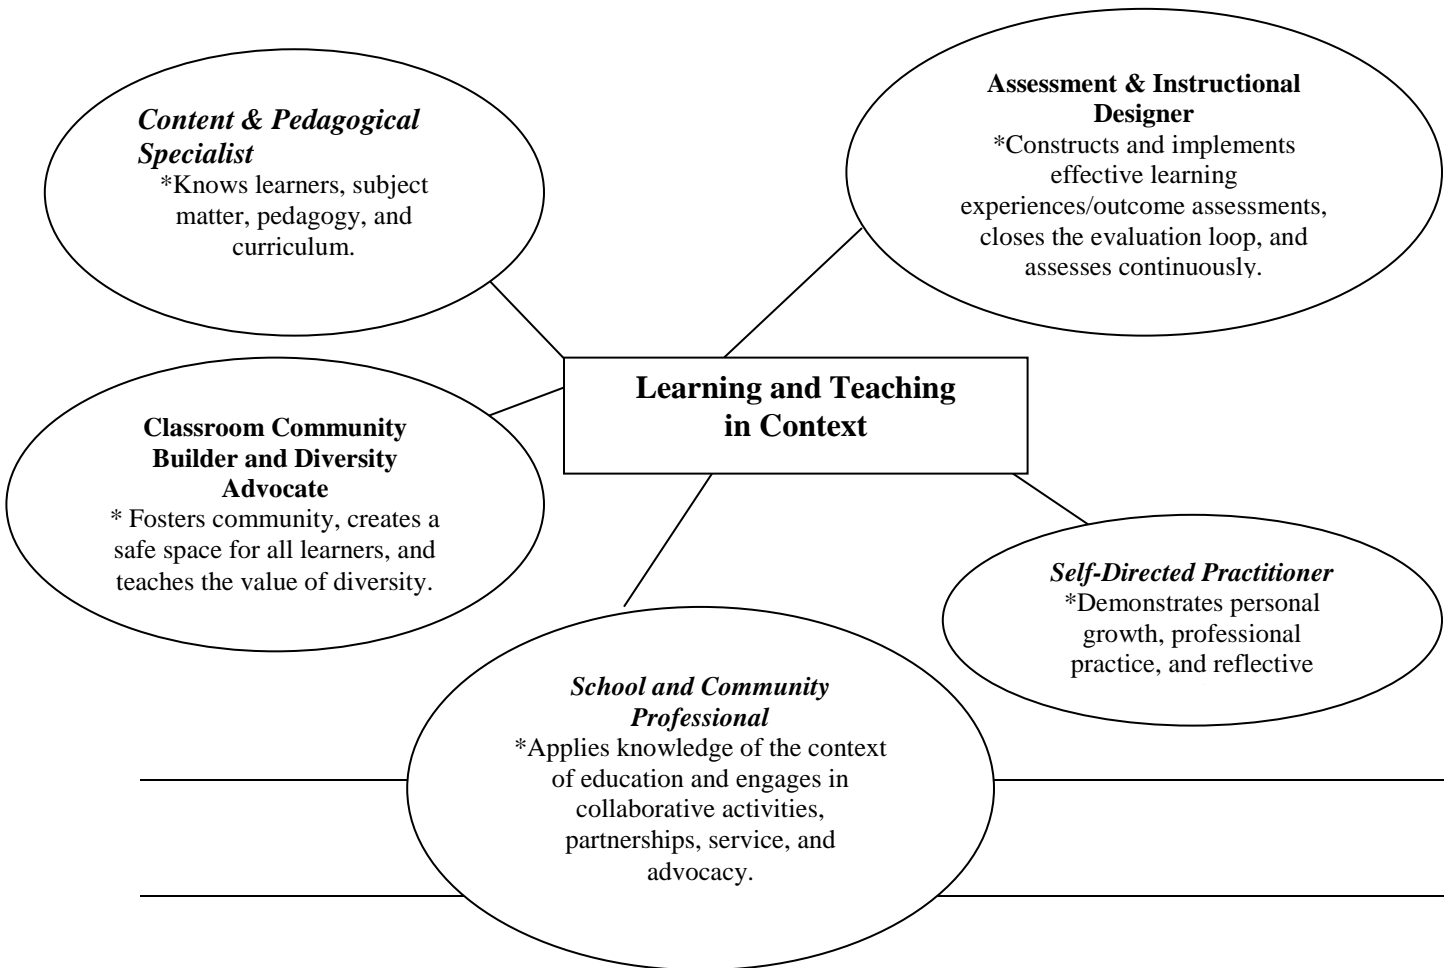 Content & Pedagogical
Specialist
*Knows learners, subject
matter, pedagogy, and
curriculum.
Assessment & Instructional
Designer
*Constructs and implements
effective learning
experiences/outcome assessments,
closes the evaluation loop, and
assesses continuously.
Learning and Teaching
in Context
Classroom Community
Builder and Diversity
Advocate
* Fosters community, creates a
safe space for all learners, and
teaches the value of diversity.
Self-Directed Practitioner
*Demonstrates personal
growth, professional
practice, and reflective
School and Community
Professional
*Applies knowledge of the context
of education and engages in
collaborative activities,
partnerships, service, and
advocacy.